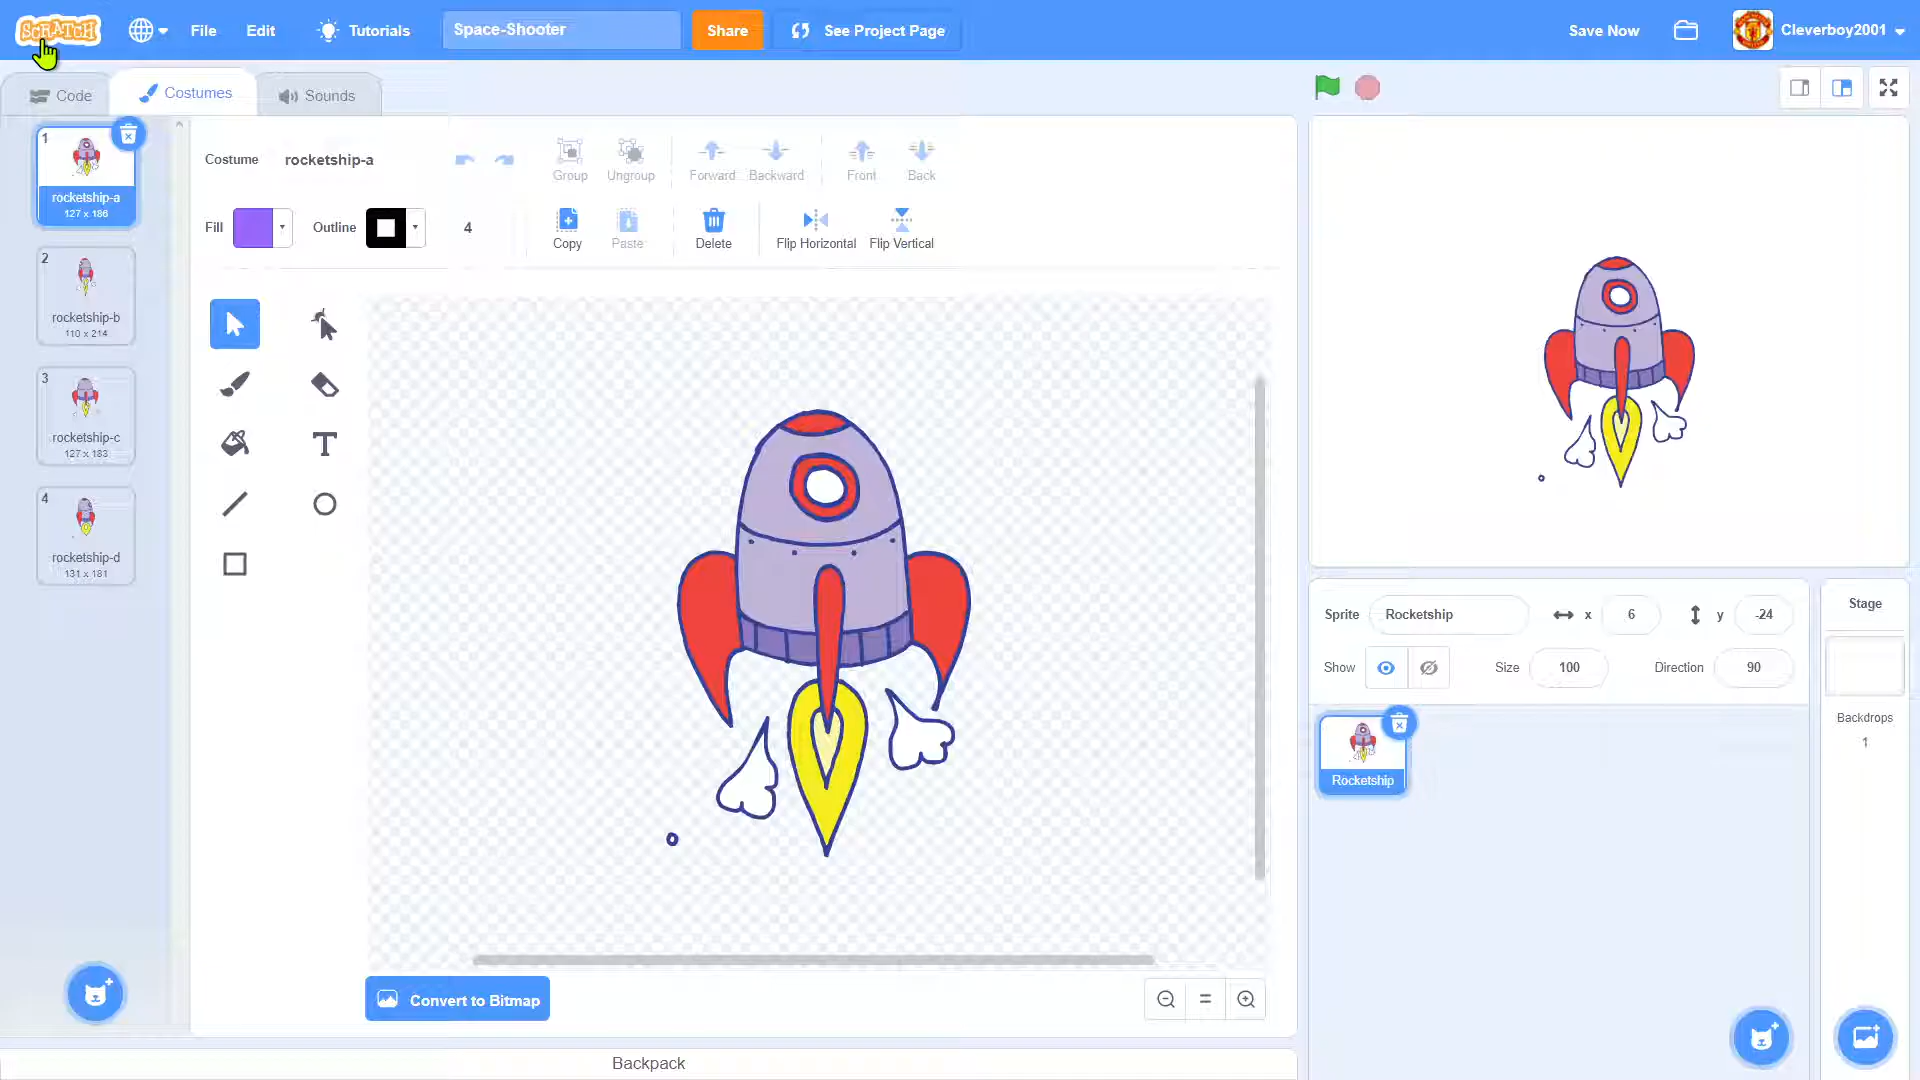 SCRATCH File Edit Tutorials Space-Shooter Share See Project Page Save Now Cleverboy2001
Code Costumes Sounds
1
rocketship-a
127 x 186
2
rocketship-b
110 x 214
3
rocketship-c
127 x 183
4
rocketship-d
131 x 181
Costume rocketship-a Group Ungroup Forward Backward Front Back
Fill Outline 4 Copy Paste Delete Flip Horizontal Flip Vertical
T
Convert to Bitmap
Backpack
Sprite Rocketship x 6 y -24
Show Size 100 Direction 90
Rocketship
Stage
Backdrops
1